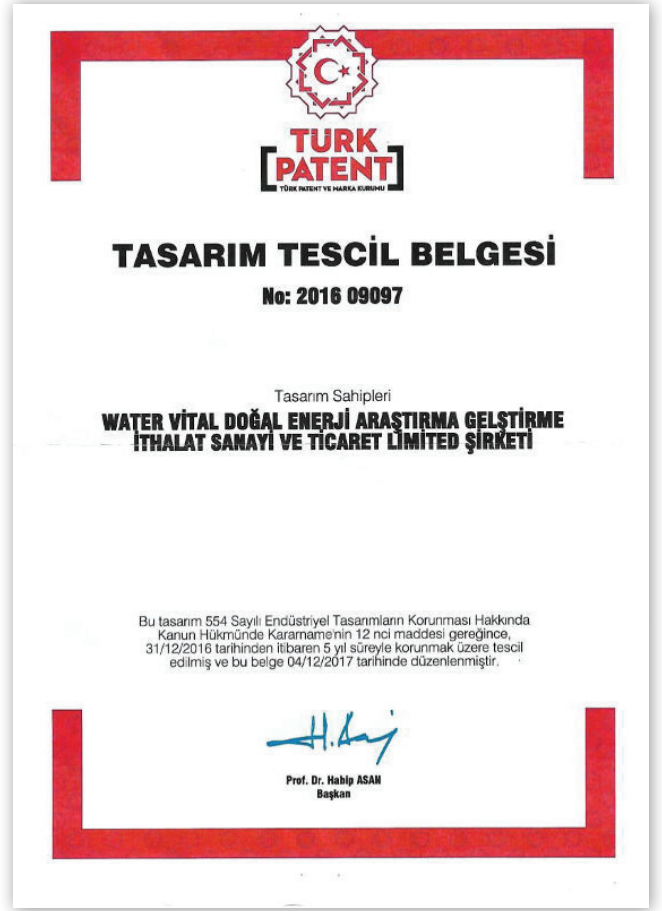 TÜRK
PATENT
TÜRK PATENT VE MARKA KURUMU
TASARIM TESCİL BELGESİ
No: 2016 09097
Tasarım Sahipleri
WATER VİTAL DOĞAL ENERJİ ARAŞTIRMA GELŞTİRME
İTHALAT SANAYİ VE TİCARET LİMİTED ŞİRKETİ
Bu tasarım 554 Sayılı Endüstriyel Tasarımların Korunması Hakkında
Kanun Hükmünde Kararname'nin 12 nci maddesi gereğince,
31/12/2016 tarihinden itibaren 5 yıl süreyle korunmak üzere tescil
edilmiş ve bu belge 04/12/2017 tarihinde düzenlenmiştir.
Prof. Dr. Habip ASAN
Başkan